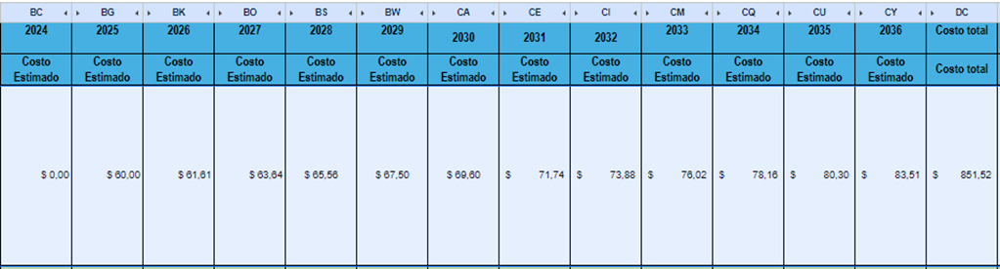 BC BG BK BO BS BW CA CE CI CM CQ CU CY DC
2024 2025 2026 2027 2028 2029 2030 2031 2032 2033 2034 2035 2036 Costo total
Costo Estimado Costo Estimado Costo Estimado Costo Estimado Costo Estimado Costo Estimado Costo Estimado Costo Estimado Costo Estimado Costo Estimado Costo Estimado Costo Estimado Costo Estimado Costo total
$ 0,00 $ 60,00 $ 61,61 $ 63,64 $ 65,56 $ 67,50 $ 69,60 $ 71,74 $ 73,88 $ 76,02 $ 78,16 $ 80,30 $ 83,51 $ 851,52